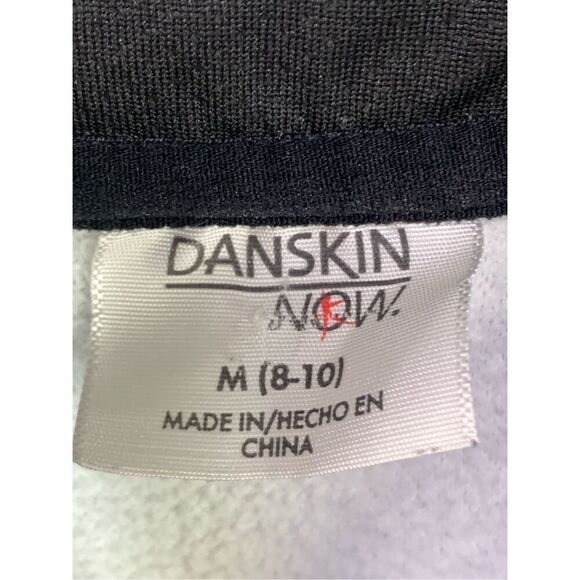 DANSKIN
NOW.
M (8-10)
MADE IN/HECHO EN
CHINA